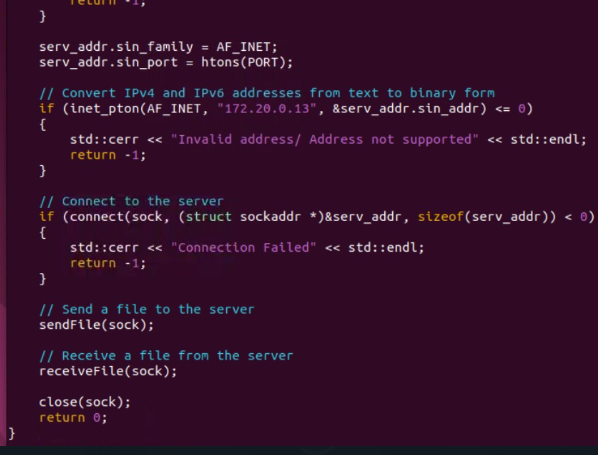 return -1;
}
serv_addr.sin_family = AF_INET;
serv_addr.sin_port = htons(PORT);
// Convert IPv4 and IPv6 addresses from text to binary form
if (inet_pton(AF_INET, "172.20.0.13", &serv_addr.sin_addr) <= 0)
{
std::cerr << "Invalid address/ Address not supported" << std::endl;
return -1;
}
// Connect to the server
if (connect(sock, (struct sockaddr *)&serv_addr, sizeof(serv_addr)) < 0)
{
std::cerr << "Connection Failed" << std::endl;
return -1;
}
// Send a file to the server
sendFile(sock);
// Receive a file from the server
receiveFile(sock);
close(sock);
return 0;
}